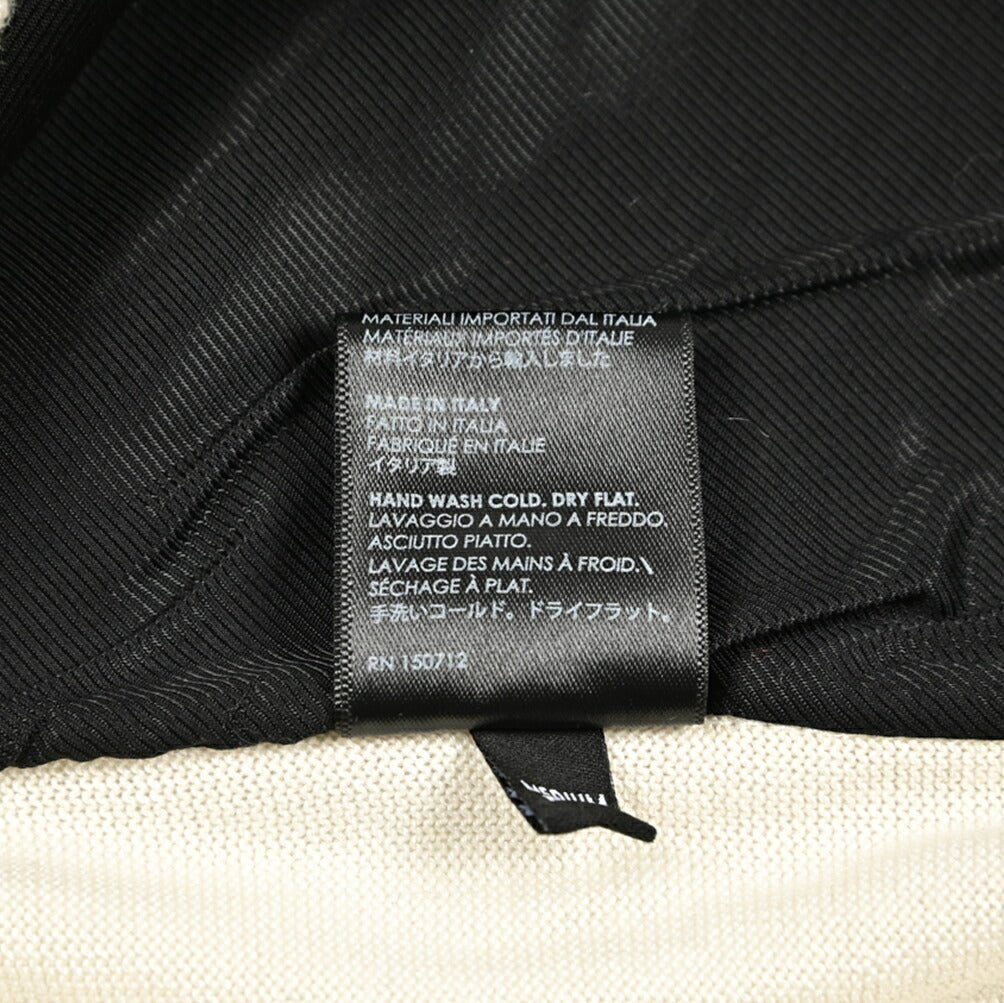 MATERIALI IMPORTATI DAL ITALIA
MATÉRIAUX IMPORTÉS D'ITALIE
材料イタリアから輸入しました
MADE IN ITALY
FATTO IN ITALIA
FABRIQUÉ EN ITALIE
イタリア製
HAND WASH COLD. DRY FLAT.
LAVAGGIO A MANO A FREDDO.
ASCIUTTO PIATTO.
LAVAGE DES MAINS À FROID.\
SÉCHAGE À PLAT.
手洗いコールド。ドライフラット。
RN 150712